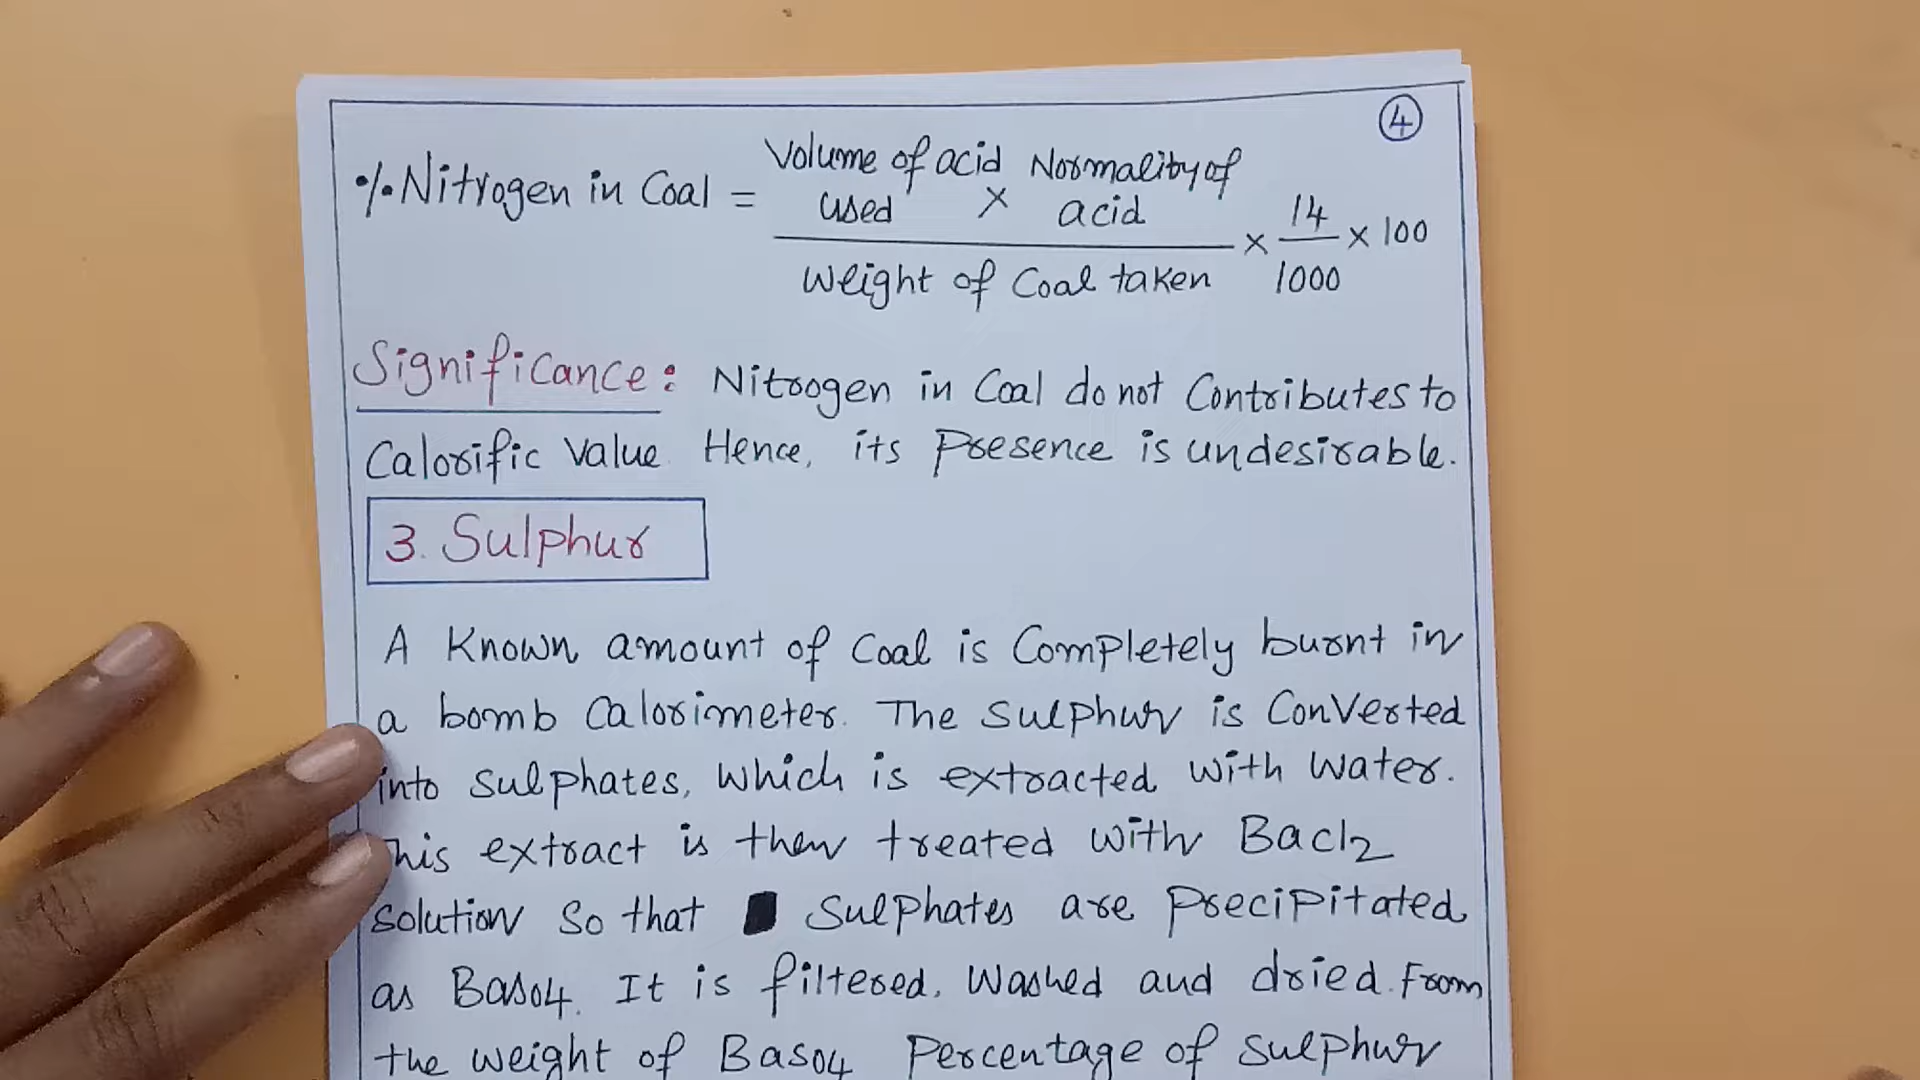 ④
Volume of acid Normality of
%Nitrogen in Coal = used × acid × 14/1000 × 100
Weight of Coal taken
Significance: Nitrogen in Coal do not Contributes to
Calorific Value. Hence, its Presence is undesirable.
3. Sulphur
A Known amount of Coal is Completely burnt in
a bomb Calorimeter. The Sulphur is Converted
into Sulphates, Which is extracted With Water.
This extract is then treated with Bacl2
Solution So that Sulphates are Precipitated
as BaSO4. It is filtered, Washed and dried. From
the weight of BaSO4 Percentage of Sulphur